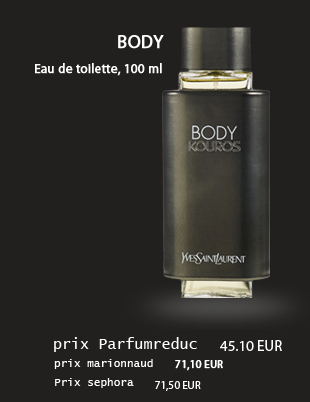 BODY
Eau de toilette, 100 ml
BODY
KOUROS
YVESSAINTLAURENT
prix Parfumreduc 45.10 EUR
prix marionnaud 71,10 EUR
Prix sephora 71,50 EUR